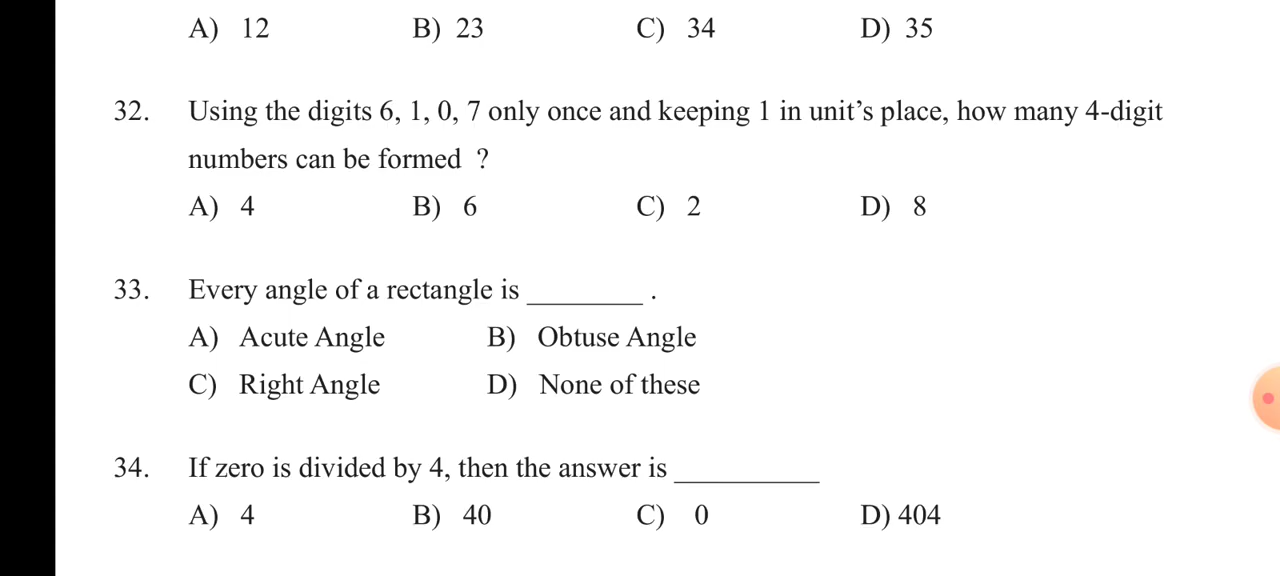 A) 12 B) 23 C) 34 D) 35
32. Using the digits 6, 1, 0, 7 only once and keeping 1 in unit’s place, how many 4-digit
numbers can be formed ?
A) 4 B) 6 C) 2 D) 8
33. Every angle of a rectangle is ________ .
A) Acute Angle B) Obtuse Angle
C) Right Angle D) None of these
34. If zero is divided by 4, then the answer is __________
A) 4 B) 40 C) 0 D) 404